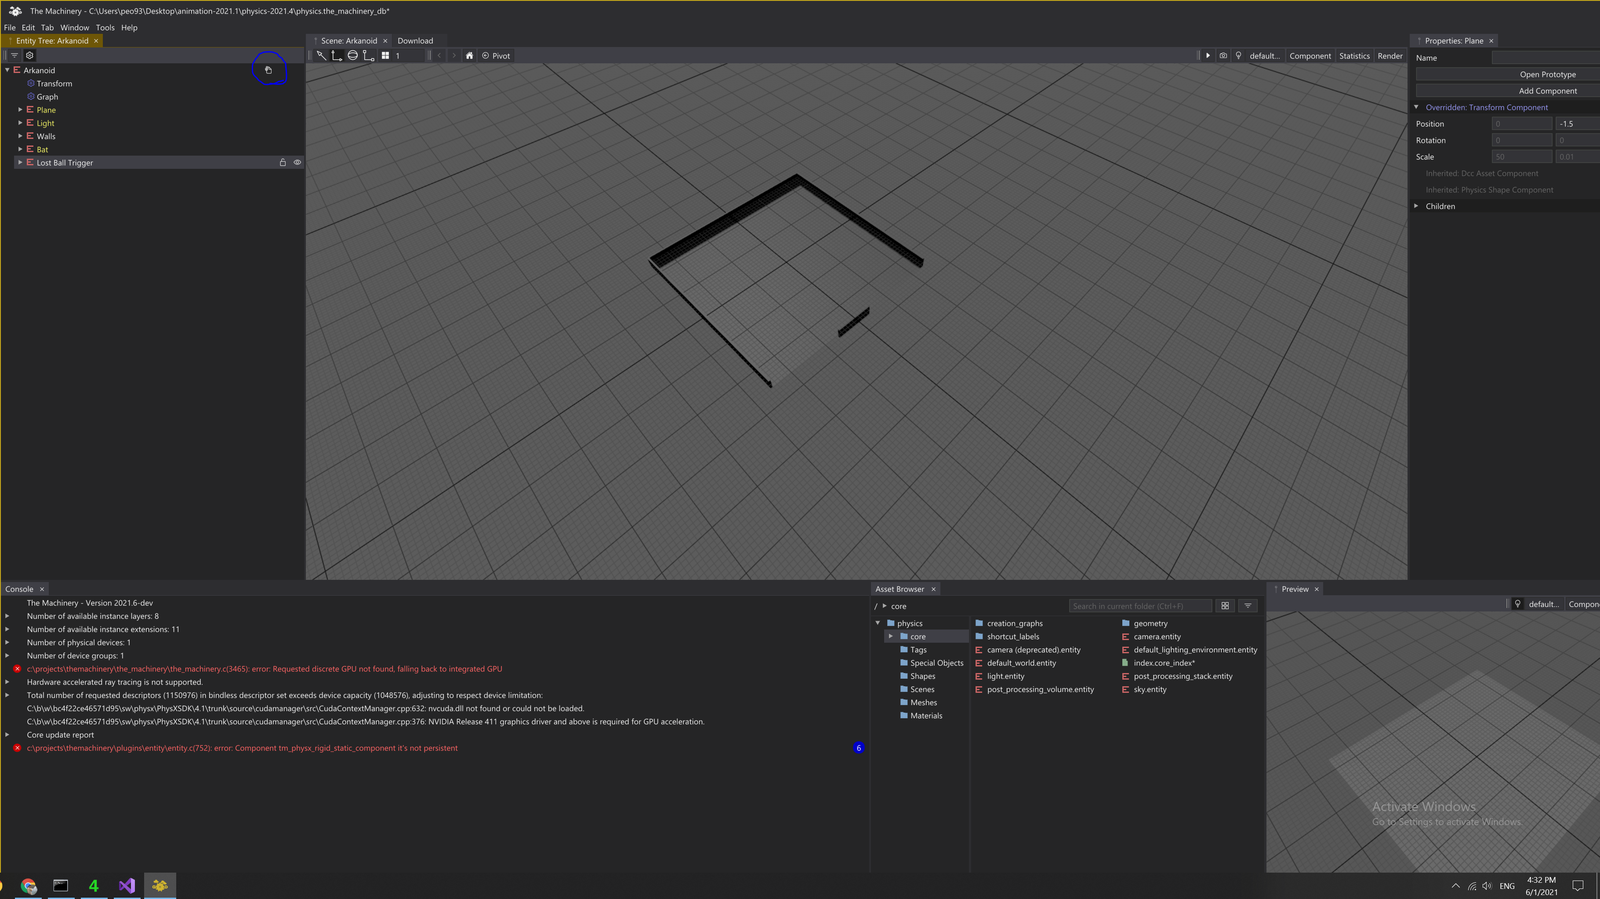 The Machinery - C:\Users\peo93\Desktop\animation-2021.1\physics-2021.4\physics.the_machinery_db*
File Edit Tab Window Tools Help
Entity Tree: Arkanoid
Arkanoid
Transform
Graph
Plane
Light
Walls
Bat
Lost Ball Trigger
Scene: Arkanoid
Download
1
Pivot
default...
Component
Statistics
Render
Properties: Plane
Name
Open Prototype
Add Component
Overridden: Transform Component
Position 0 -1.5
Rotation 0 0
Scale 50 0.01
Inherited: Dcc Asset Component
Inherited: Physics Shape Component
Children
Console
The Machinery - Version 2021.6-dev
Number of available instance layers: 8
Number of available instance extensions: 11
Number of physical devices: 1
Number of device groups: 1
c:\projects\themachinery\the_machinery\the_machinery.c(3465): error: Requested discrete GPU not found, falling back to integrated GPU
Hardware accelerated ray tracing is not supported.
Total number of requested descriptors (1150976) in bindless descriptor set exceeds device capacity (1048576), adjusting to respect device limitation:
C:\b\w\bc4f22ce46571d95\sw\physx\PhysXSDK\4.1\trunk\source\cudamanager\src\CudaContextManager.cpp:632: nvcuda.dll not found or could not be loaded.
C:\b\w\bc4f22ce46571d95\sw\physx\PhysXSDK\4.1\trunk\source\cudamanager\src\CudaContextManager.cpp:376: NVIDIA Release 411 graphics driver and above is required for GPU acceleration.
Core update report
c:\projects\themachinery\plugins\entity\entity.c(752): error: Component tm_physx_rigid_static_component it's not persistent
6
Asset Browser
/ core
Search in current folder (Ctrl+F)
physics
core
Tags
Special Objects
Shapes
Scenes
Meshes
Materials
creation_graphs
shortcut_labels
camera (deprecated).entity
default_world.entity
light.entity
post_processing_volume.entity
geometry
camera.entity
default_lighting_environment.entity
index.core_index*
post_processing_stack.entity
sky.entity
Preview
default...
Compon
Activate Windows
Go to Settings to activate Windows.
4
ENG
4:32 PM
6/1/2021